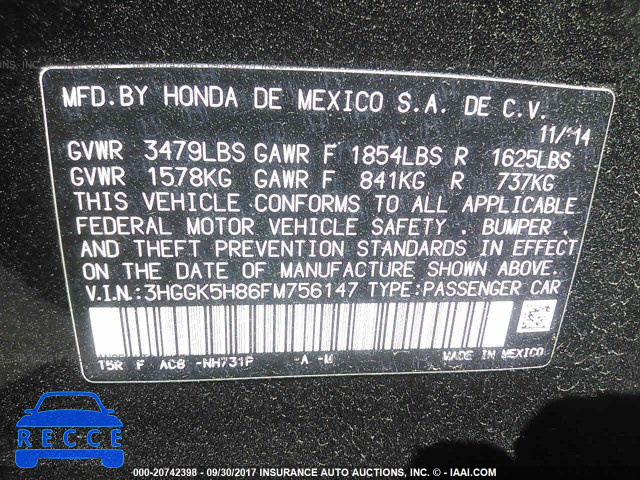 MFD.BY HONDA DE MEXICO S.A. DE C.V.
11/14
GVWR 3479LBS GAWR F 1854LBS R 1625LBS
GVWR 1578KG GAWR F 841KG R 737KG
THIS VEHICLE CONFORMS TO ALL APPLICABLE
FEDERAL MOTOR VEHICLE SAFETY . BUMPER .
AND THEFT PREVENTION STANDARDS IN EFFECT
ON THE DATE OF MANUFACTURE SHOWN ABOVE.
V.I.N.:3HGGK5H86FM756147 TYPE:PASSENGER CAR
T5R F AC6 -NH731P -A -M MADE IN MEXICO
RECCE
000-20742398 - 09/30/2017 INSURANCE AUTO AUCTIONS, INC. - © - IAAI.COM